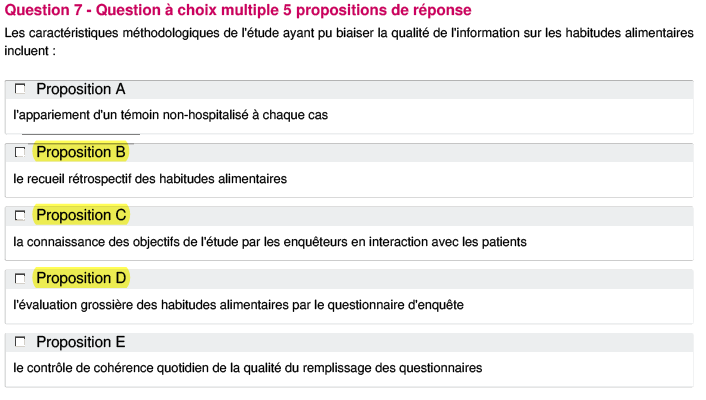 Question 7 - Question à choix multiple 5 propositions de réponse
Les caractéristiques méthodologiques de l'étude ayant pu biaiser la qualité de l'information sur les habitudes alimentaires
incluent :
Proposition A
l'appariement d'un témoin non-hospitalisé à chaque cas
Proposition B
le recueil rétrospectif des habitudes alimentaires
Proposition C
la connaissance des objectifs de l'étude par les enquêteurs en interaction avec les patients
Proposition D
l'évaluation grossière des habitudes alimentaires par le questionnaire d'enquête
Proposition E
le contrôle de cohérence quotidien de la qualité du remplissage des questionnaires